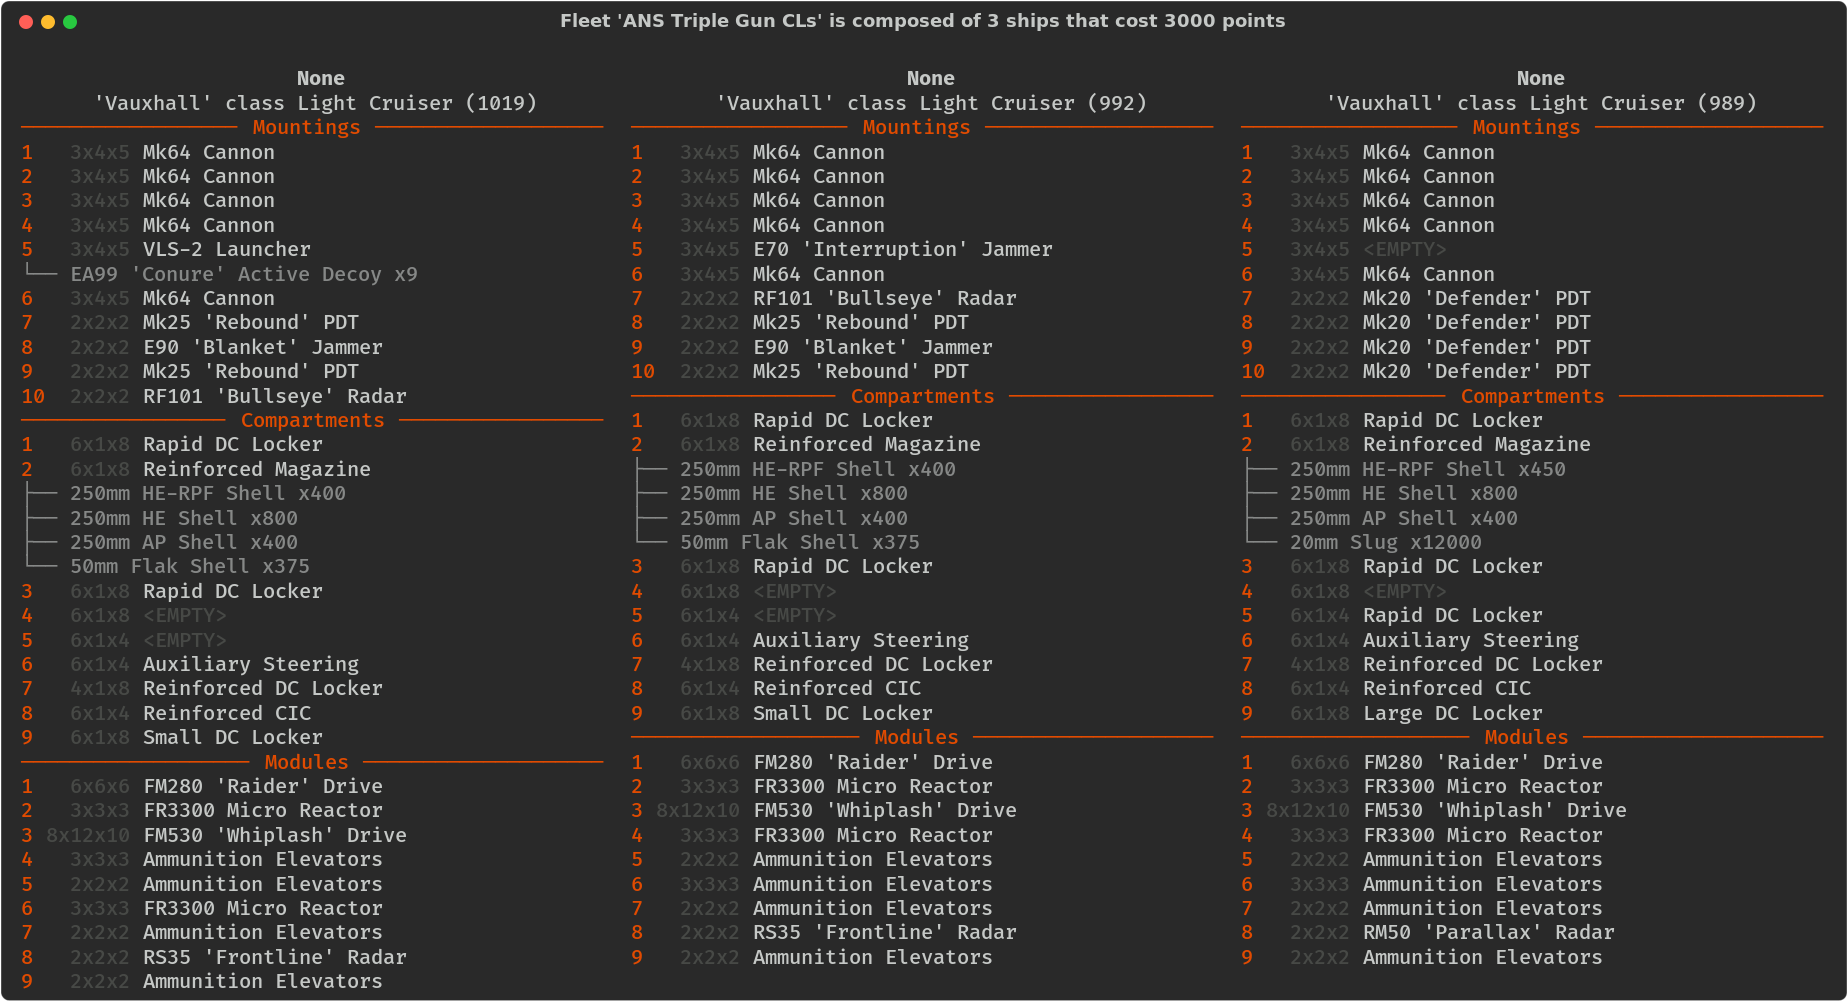 Fleet 'ANS Triple Gun CLs' is composed of 3 ships that cost 3000 points
None
'Vauxhall' class Light Cruiser (1019)
Mountings
1 3x4x5 Mk64 Cannon
2 3x4x5 Mk64 Cannon
3 3x4x5 Mk64 Cannon
4 3x4x5 Mk64 Cannon
5 3x4x5 VLS-2 Launcher
EA99 'Conure' Active Decoy x9
6 3x4x5 Mk64 Cannon
7 2x2x2 Mk25 'Rebound' PDT
8 2x2x2 E90 'Blanket' Jammer
9 2x2x2 Mk25 'Rebound' PDT
10 2x2x2 RF101 'Bullseye' Radar
Compartments
1 6x1x8 Rapid DC Locker
2 6x1x8 Reinforced Magazine
250mm HE-RPF Shell x400
250mm HE Shell x800
250mm AP Shell x400
50mm Flak Shell x375
3 6x1x8 Rapid DC Locker
4 6x1x8 <EMPTY>
5 6x1x4 <EMPTY>
6 6x1x4 Auxiliary Steering
7 4x1x8 Reinforced DC Locker
8 6x1x4 Reinforced CIC
9 6x1x8 Small DC Locker
Modules
1 6x6x6 FM280 'Raider' Drive
2 3x3x3 FR3300 Micro Reactor
3 8x12x10 FM530 'Whiplash' Drive
4 3x3x3 Ammunition Elevators
5 2x2x2 Ammunition Elevators
6 3x3x3 FR3300 Micro Reactor
7 2x2x2 Ammunition Elevators
8 2x2x2 RS35 'Frontline' Radar
9 2x2x2 Ammunition Elevators
None
'Vauxhall' class Light Cruiser (992)
Mountings
1 3x4x5 Mk64 Cannon
2 3x4x5 Mk64 Cannon
3 3x4x5 Mk64 Cannon
4 3x4x5 Mk64 Cannon
5 3x4x5 E70 'Interruption' Jammer
6 3x4x5 Mk64 Cannon
7 2x2x2 RF101 'Bullseye' Radar
8 2x2x2 Mk25 'Rebound' PDT
9 2x2x2 E90 'Blanket' Jammer
10 2x2x2 Mk25 'Rebound' PDT
Compartments
1 6x1x8 Rapid DC Locker
2 6x1x8 Reinforced Magazine
250mm HE-RPF Shell x400
250mm HE Shell x800
250mm AP Shell x400
50mm Flak Shell x375
3 6x1x8 Rapid DC Locker
4 6x1x8 <EMPTY>
5 6x1x4 <EMPTY>
6 6x1x4 Auxiliary Steering
7 4x1x8 Reinforced DC Locker
8 6x1x4 Reinforced CIC
9 6x1x8 Small DC Locker
Modules
1 6x6x6 FM280 'Raider' Drive
2 3x3x3 FR3300 Micro Reactor
3 8x12x10 FM530 'Whiplash' Drive
4 3x3x3 FR3300 Micro Reactor
5 2x2x2 Ammunition Elevators
6 3x3x3 Ammunition Elevators
7 2x2x2 Ammunition Elevators
8 2x2x2 RS35 'Frontline' Radar
9 2x2x2 Ammunition Elevators
None
'Vauxhall' class Light Cruiser (989)
Mountings
1 3x4x5 Mk64 Cannon
2 3x4x5 Mk64 Cannon
3 3x4x5 Mk64 Cannon
4 3x4x5 Mk64 Cannon
5 3x4x5 <EMPTY>
6 3x4x5 Mk64 Cannon
7 2x2x2 Mk20 'Defender' PDT
8 2x2x2 Mk20 'Defender' PDT
9 2x2x2 Mk20 'Defender' PDT
10 2x2x2 Mk20 'Defender' PDT
Compartments
1 6x1x8 Rapid DC Locker
2 6x1x8 Reinforced Magazine
250mm HE-RPF Shell x450
250mm HE Shell x800
250mm AP Shell x400
20mm Slug x12000
3 6x1x8 Rapid DC Locker
4 6x1x8 <EMPTY>
5 6x1x4 Rapid DC Locker
6 6x1x4 Auxiliary Steering
7 4x1x8 Reinforced DC Locker
8 6x1x4 Reinforced CIC
9 6x1x8 Large DC Locker
Modules
1 6x6x6 FM280 'Raider' Drive
2 3x3x3 FR3300 Micro Reactor
3 8x12x10 FM530 'Whiplash' Drive
4 3x3x3 FR3300 Micro Reactor
5 2x2x2 Ammunition Elevators
6 3x3x3 Ammunition Elevators
7 2x2x2 Ammunition Elevators
8 2x2x2 RM50 'Parallax' Radar
9 2x2x2 Ammunition Elevators